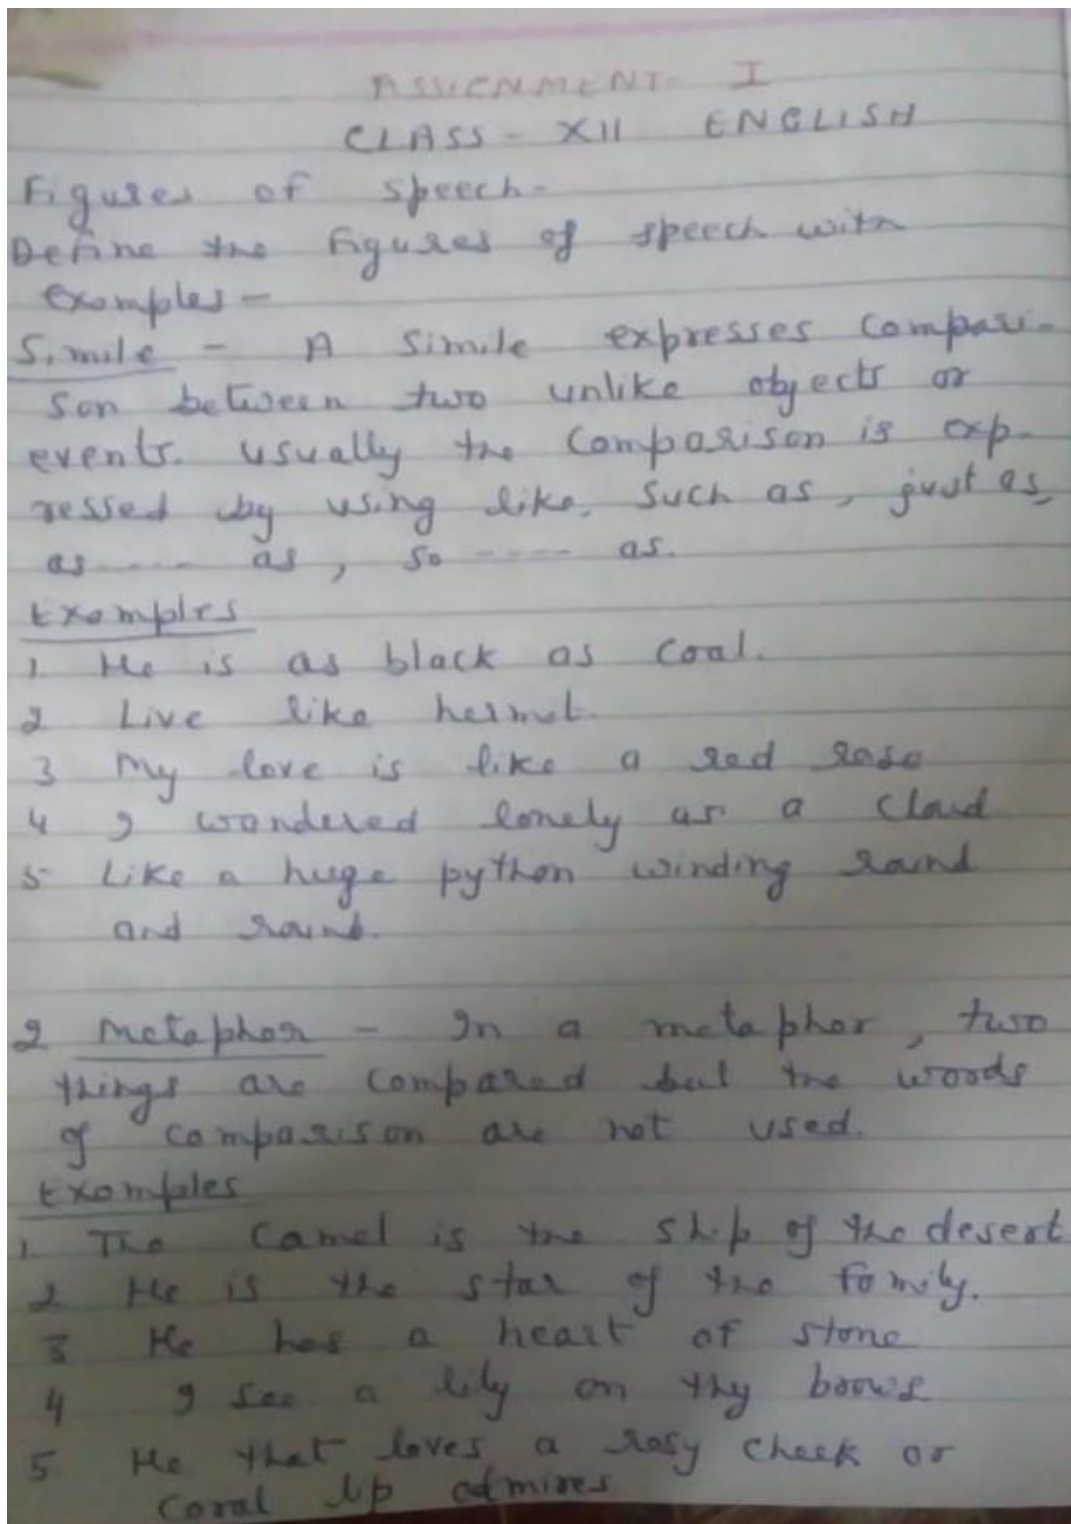 ASSIGNMENT- I
CLASS - XII ENGLISH
Figures of speech-
Define the figures of speech with
examples -
Simile - A Simile expresses Compari-
son between two unlike objects or
events. usually the Comparison is exp-
ressed by using like, Such as, just as,
as ---- as, so ---- as.
Examples
1. He is as black as Coal.
2 Live like hermit.
3 My love is like a red rose
4 I wandered lonely as a Cloud
5 Like a huge python winding round
and round.
2 Metaphor - In a metaphor, two
things are Compared but the words
of Comparison are not used.
Examples
1. The Camel is the Ship of the desert
2 He is the star of the family.
3 He has a heart of stone
4 I see a lily on thy brows
5 He that loves a rosy Cheek or
Coral lip admires